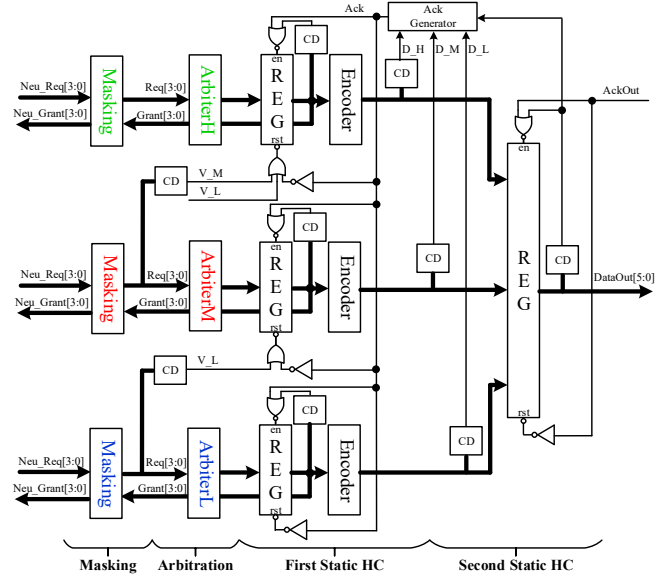 Ack
Ack
Generator
CD
D_H
D_M
D_L
en
Neu_Req[3:0]
Masking
Req[3:0]
ArbiterH
R
E
G
Encoder
CD
AckOut
Neu_Grant[3:0]
Grant[3:0]
rst
en
CD
V_M
V_L
CD
en
R
E
G
CD
CD
Neu_Req[3:0]
Masking
Req[3:0]
ArbiterM
R
E
G
Encoder
DataOut[5:0]
Neu_Grant[3:0]
Grant[3:0]
rst
CD
V_L
CD
en
rst
CD
Neu_Req[3:0]
Masking
Req[3:0]
ArbiterL
R
E
G
Encoder
Neu_Grant[3:0]
Grant[3:0]
rst
Masking
Arbitration
First Static HC
Second Static HC